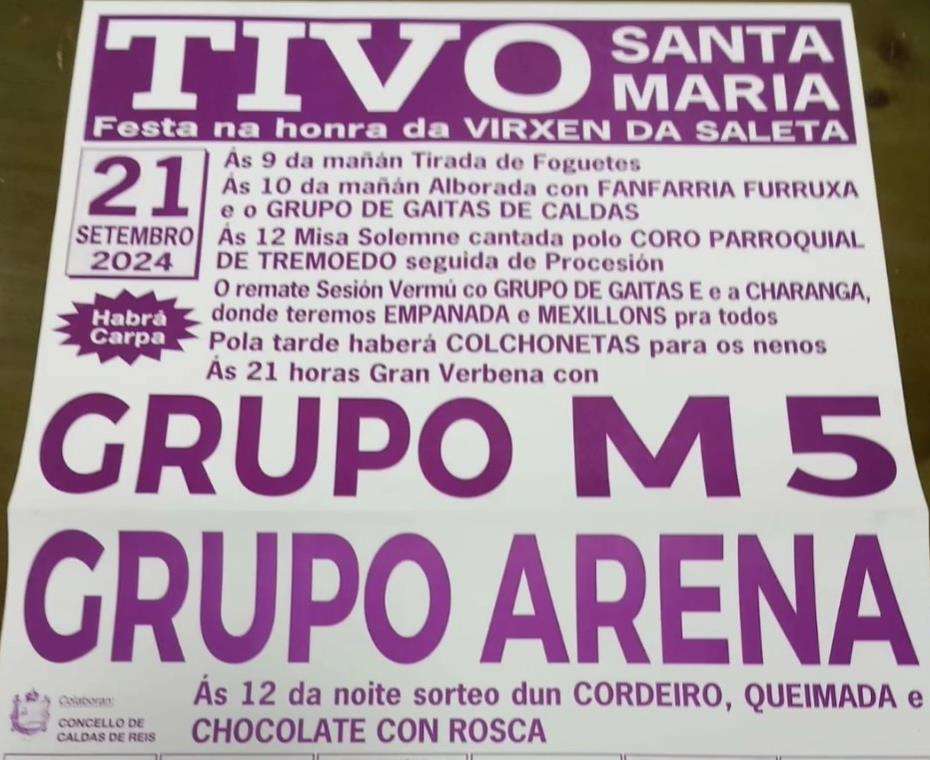 TIVO SANTA MARIA
Festa na honra da VIRXEN DA SALETA
21
SETEMBRO
2024
Ás 9 da mañán Tirada de Foguetes
Ás 10 da mañán Alborada con FANFARRIA FURRUXA
e o GRUPO DE GAITAS DE CALDAS
Ás 12 Misa Solemne cantada polo CORO PARROQUIAL
DE TREMOEDO seguida de Procesión
O remate Sesión Vermú co GRUPO DE GAITAS E e a CHARANGA,
donde teremos EMPANADA e MEXILLONS pra todos
Habrá
Carpa
Pola tarde haberá COLCHONETAS para os nenos
Ás 21 horas Gran Verbena con
GRUPO M 5
GRUPO ARENA
Colaboran:
CONCELLO DE
CALDAS DE REIS
Ás 12 da noite sorteo dun CORDEIRO, QUEIMADA e
CHOCOLATE CON ROSCA